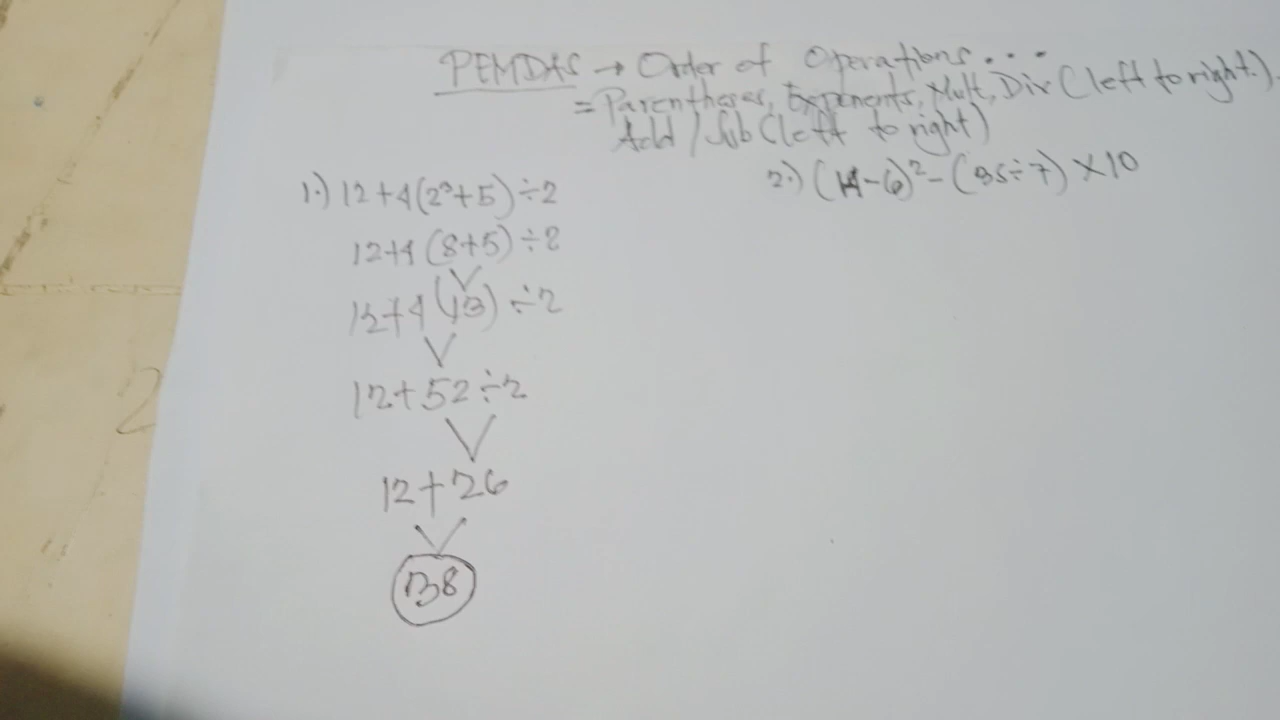 PEMDAS → Order of Operations...
= Parentheses, Exponents, Mult, Div (left to right).
Add / Sub (left to right)
1.) 12+4(2³+5)÷2
12+4(8+5)÷2
12+4(13)÷2
12+52÷2
12+26
38
2.) (14-6)²-(35÷7)×10
2